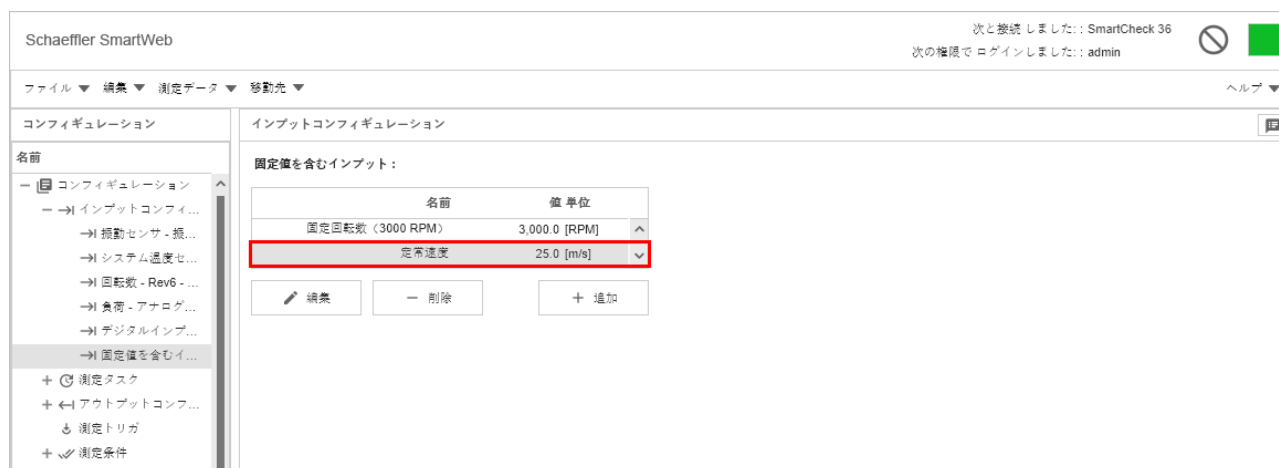 Schaeffler SmartWeb
次と接続 しました: : SmartCheck 36
次の権限で ログインしました: : admin
ファイル ▼ 編集 ▼ 測定データ ▼ 移動先 ▼
ヘルプ ▼
コンフィギュレーション
インプットコンフィギュレーション
名前
コンフィギュレーション
インプットコンフィ...
振動センサ - 振...
システム温度セ...
回転数 - Rev6 - ...
負荷 - アナログ...
デジタルインプ...
固定値を含むイ...
測定タスク
アウトプットコンフ...
測定トリガ
測定条件
固定値を含むインプット :
名前 値 単位
固定回転数（3000 RPM） 3,000.0 [RPM]
定常速度 25.0 [m/s]
編集 削除 追加